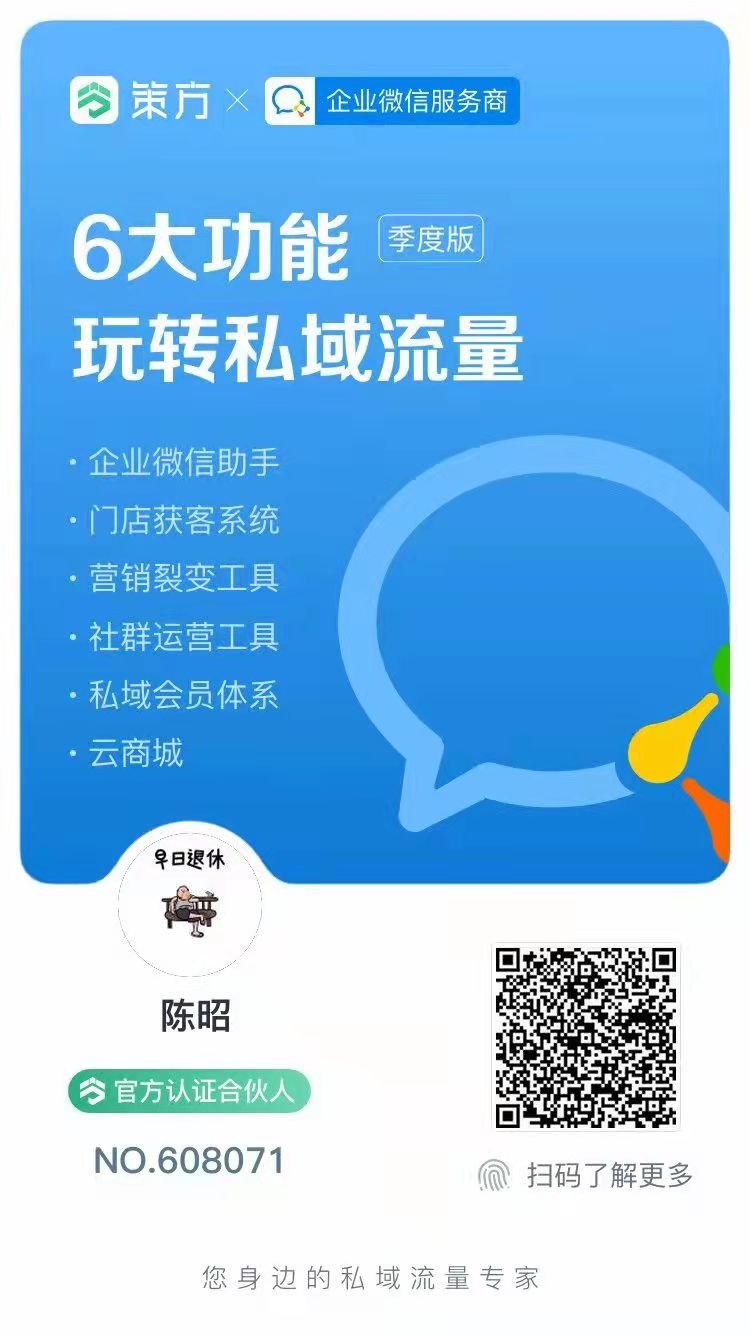 策方 × 企业微信服务商
6大功能 季度版
玩转私域流量
· 企业微信助手
· 门店获客系统
· 营销裂变工具
· 社群运营工具
· 私域会员体系
· 云商城
早日退休
陈昭
官方认证合伙人
NO.608071
扫码了解更多
您身边的私域流量专家